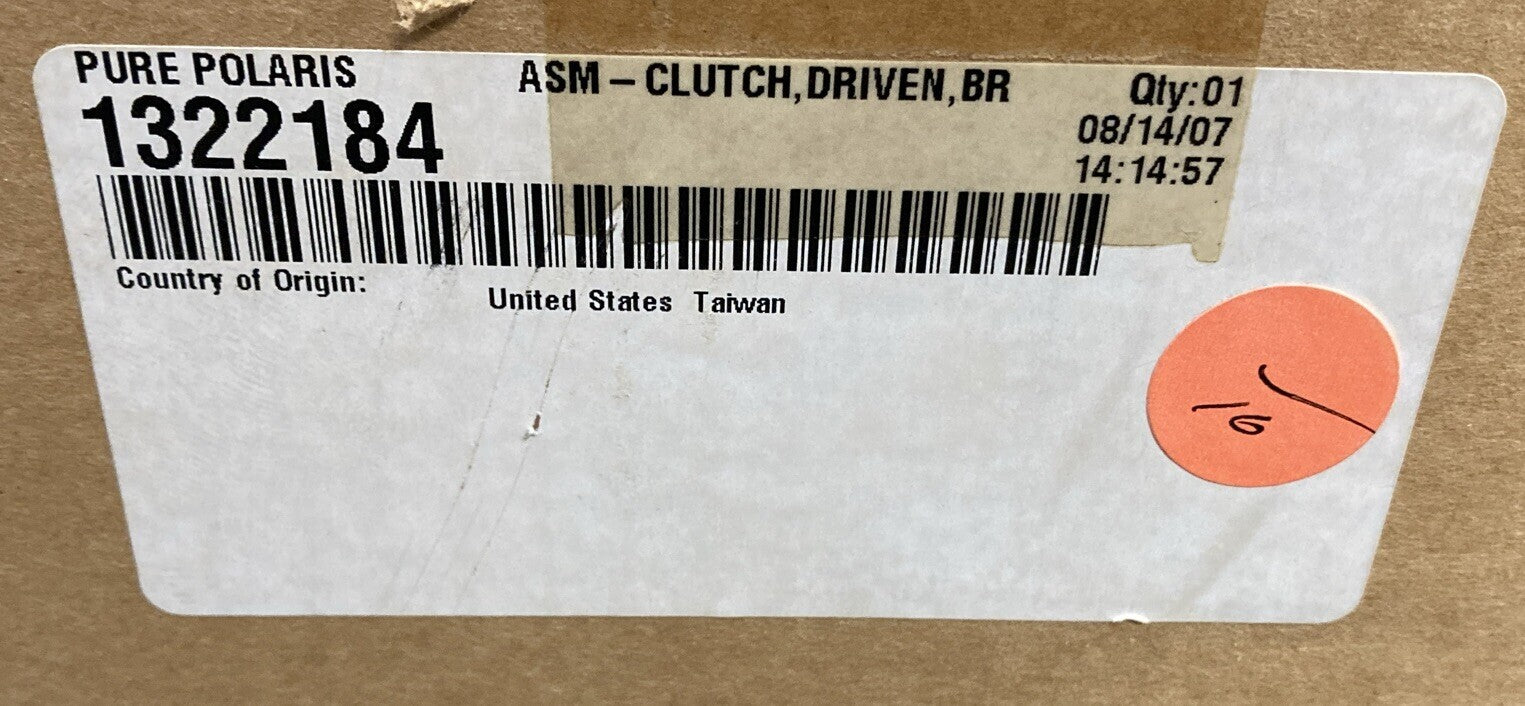 PURE POLARIS
ASM – CLUTCH,DRIVEN,BR
Qty:01
1322184
08/14/07
14:14:57
Country of Origin:
United States Taiwan
16